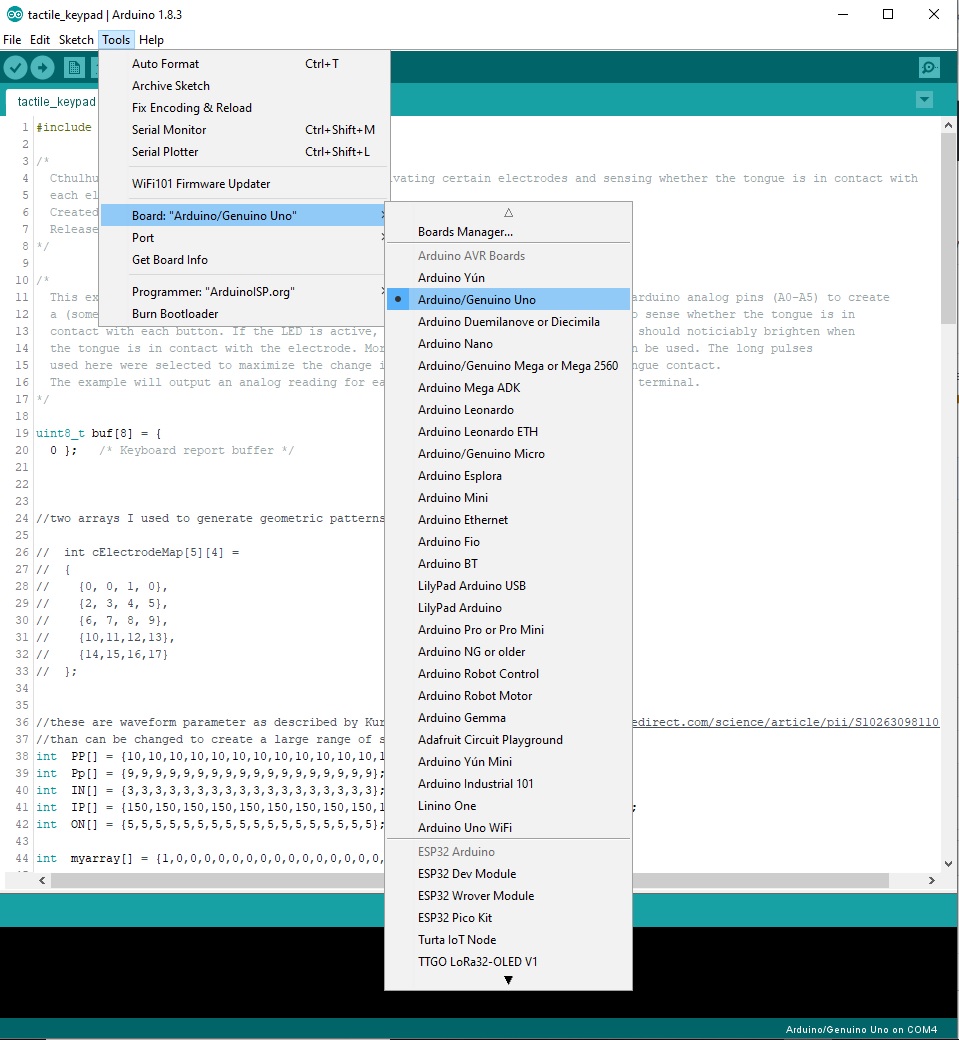 tactile_keypad | Arduino 1.8.3
File Edit Sketch Tools Help
Auto Format Ctrl+T
Archive Sketch
Fix Encoding & Reload
Serial Monitor Ctrl+Shift+M
Serial Plotter Ctrl+Shift+L
WiFi101 Firmware Updater
Board: "Arduino/Genuino Uno"
Port
Get Board Info
Programmer: "ArduinoISP.org"
Burn Bootloader
Boards Manager...
Arduino AVR Boards
Arduino Yún
Arduino/Genuino Uno
Arduino Duemilanove or Diecimila
Arduino Nano
Arduino/Genuino Mega or Mega 2560
Arduino Mega ADK
Arduino Leonardo
Arduino Leonardo ETH
Arduino/Genuino Micro
Arduino Esplora
Arduino Mini
Arduino Ethernet
Arduino Fio
Arduino BT
LilyPad Arduino USB
LilyPad Arduino
Arduino Pro or Pro Mini
Arduino NG or older
Arduino Robot Control
Arduino Robot Motor
Arduino Gemma
Adafruit Circuit Playground
Arduino Yún Mini
Arduino Industrial 101
Linino One
Arduino Uno WiFi
ESP32 Arduino
ESP32 Dev Module
ESP32 Wrover Module
ESP32 Pico Kit
Turta IoT Node
TTGO LoRa32-OLED V1
tactile_keypad
1 #include
2
3 /*
4 Cthulhu vating certain electrodes and sensing whether the tongue is in contact with
5 each el
6 Created
7 Release
8 */
9
10 /*
11 This ex arduino analog pins (A0-A5) to create
12 a (some o sense whether the tongue is in
13 contact with each button. If the LED is active, should noticiably brighten when
14 the tongue is in contact with the electrode. Mor n be used. The long pulses
15 used here were selected to maximize the change i ngue contact.
16 The example will output an analog reading for ea terminal.
17 */
18
19 uint8_t buf[8] = {
20 0 }; /* Keyboard report buffer */
21
22
23
24 //two arrays I used to generate geometric patterns
25
26 // int cElectrodeMap[5][4] =
27 // {
28 // {0, 0, 1, 0},
29 // {2, 3, 4, 5},
30 // {6, 7, 8, 9},
31 // {10,11,12,13},
32 // {14,15,16,17}
33 // };
34
35
36 //these are waveform parameter as described by Kur edirect.com/science/article/pii/S10263098110
37 //than can be changed to create a large range of s
38 int PP[] = {10,10,10,10,10,10,10,10,10,10,10,10,1
39 int Pp[] = {9,9,9,9,9,9,9,9,9,9,9,9,9,9,9,9,9,9};
40 int IN[] = {3,3,3,3,3,3,3,3,3,3,3,3,3,3,3,3,3,3};
41 int IP[] = {150,150,150,150,150,150,150,150,150,1 ;
42 int ON[] = {5,5,5,5,5,5,5,5,5,5,5,5,5,5,5,5,5,5};
43
44 int myarray[] = {1,0,0,0,0,0,0,0,0,0,0,0,0,0,0,0,
Arduino/Genuino Uno on COM4